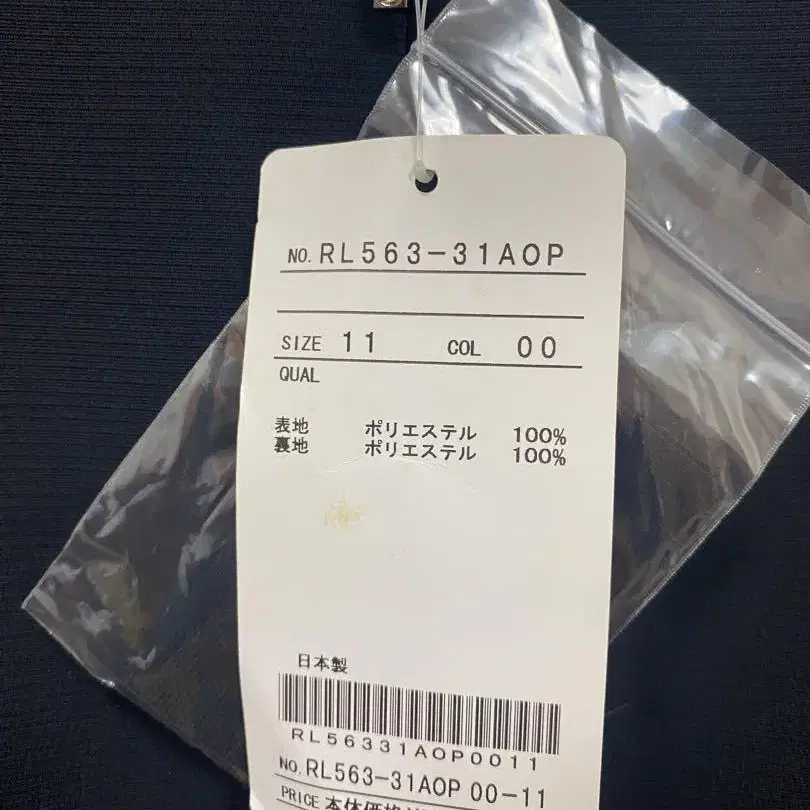 NO. RL563-31AOP
SIZE 11 COL 00
QUAL
表地 ポリエステル 100%
裏地 ポリエステル 100%
日本製
RL56331AOP0011
NO. RL563-31AOP 00-11
PRICE 本体価格